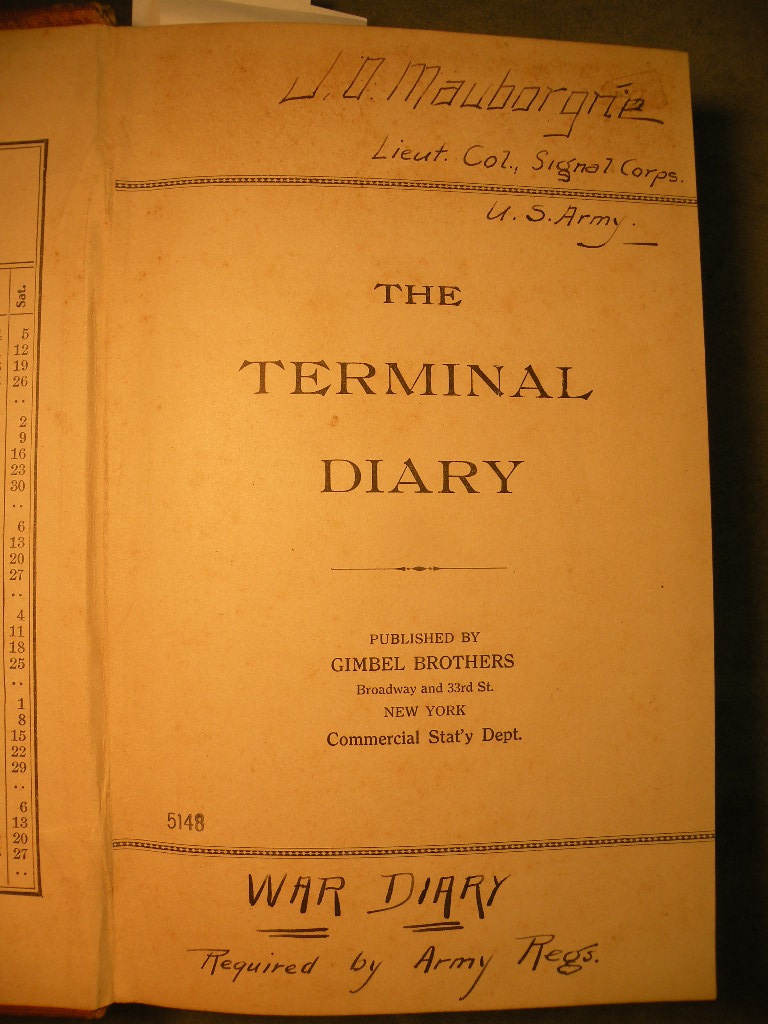 Sat.
5
12
19
26
..
2
9
16
23
30
..
6
13
20
27
..
4
11
18
25
..
1
8
15
22
29
..
6
13
20
27
..
J. O. Mauborgne
Lieut. Col., Signal Corps.
U. S. Army.
THE
TERMINAL
DIARY
PUBLISHED BY
GIMBEL BROTHERS
Broadway and 33rd St.
NEW YORK
Commercial Stat'y Dept.
5148
WAR DIARY
Required by Army Regs.